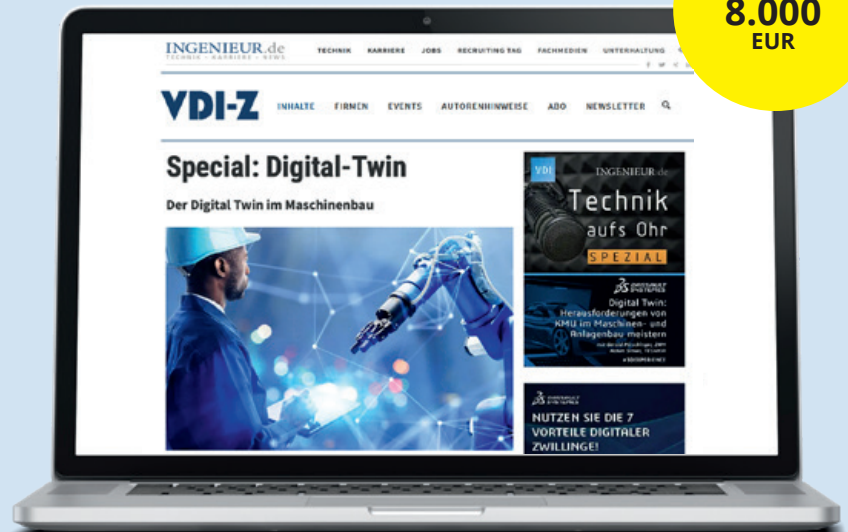 8.000
EUR
INGENIEUR.de
TECHNIK - KARRIERE - NEWS
TECHNIK KARRIERE JOBS RECRUITING TAG FACHMEDIEN UNTERHALTUNG
VDI-Z INHALTE FIRMEN EVENTS AUTORENHINWEISE ABO NEWSLETTER
Special: Digital-Twin
Der Digital Twin im Maschinenbau
VDI INGENIEUR.de
Technik
aufs Ohr
SPEZIAL
DASSAULT SYSTEMES
Digital Twin:
Herausforderungen von
KMU im Maschinen- und
Anlagenbau meistern
DASSAULT SYSTEMES
NUTZEN SIE DIE 7
VORTEILE DIGITALER
ZWILLINGE!